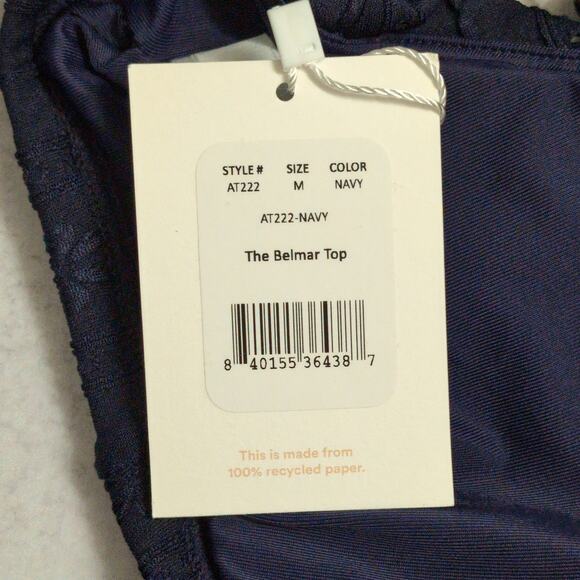 STYLE # SIZE COLOR
AT222 M NAVY
AT222-NAVY
The Belmar Top
8 40155 36438 7
This is made from
100% recycled paper.